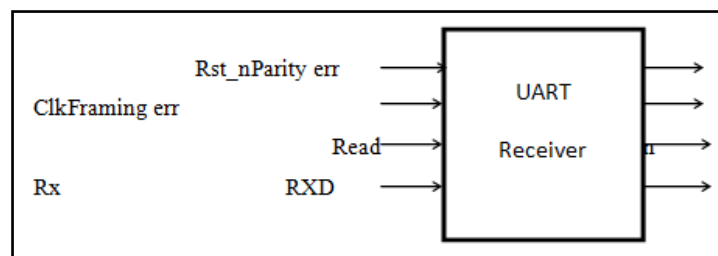 Rst_nParity err
UART
ClkFraming err
Read Receiver n
Rx RXD